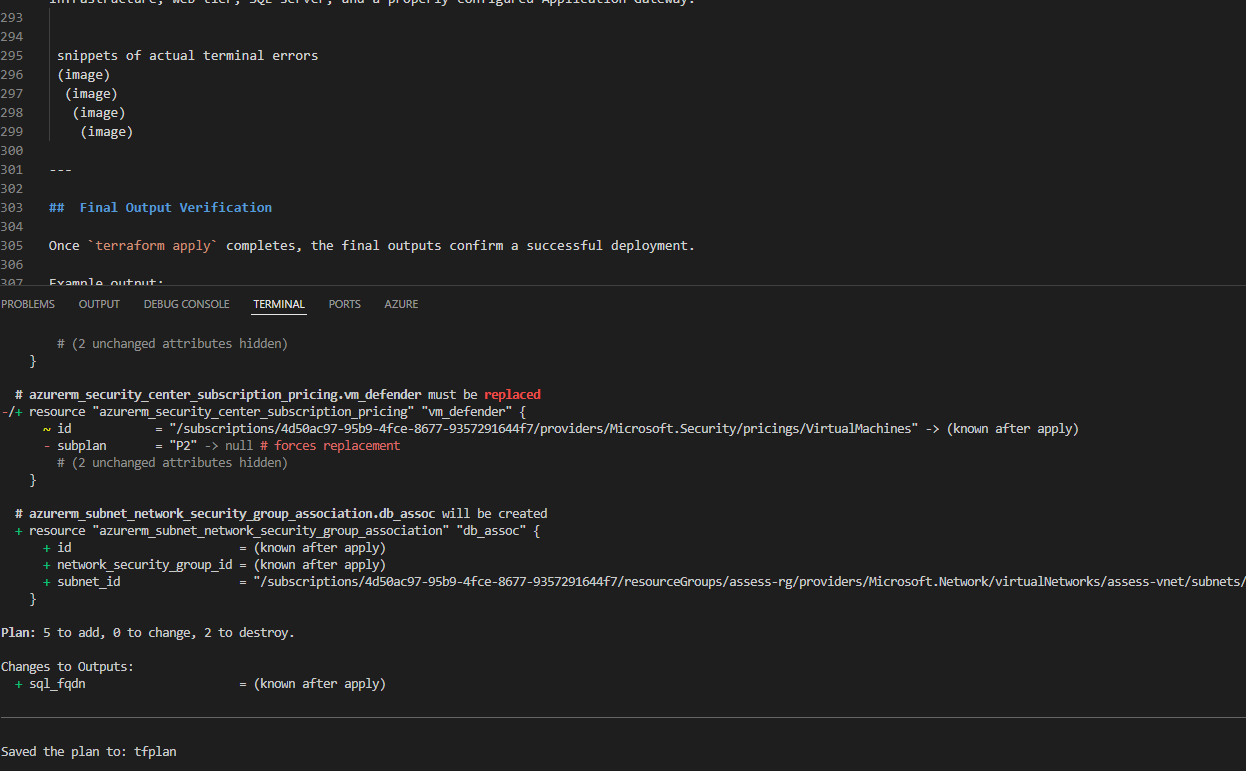 infrastructure, web tier, SQL Server, and a properly configured Application Gateway.
293
294
295 snippets of actual terminal errors
296 (image)
297 (image)
298 (image)
299 (image)
300
301 ---
302
303 ## Final Output Verification
304
305 Once `terraform apply` completes, the final outputs confirm a successful deployment.
306
307 Example output:
PROBLEMS OUTPUT DEBUG CONSOLE TERMINAL PORTS AZURE
# (2 unchanged attributes hidden)
}
# azurerm_security_center_subscription_pricing.vm_defender must be replaced
-/+ resource "azurerm_security_center_subscription_pricing" "vm_defender" {
~ id = "/subscriptions/4d50ac97-95b9-4fce-8677-9357291644f7/providers/Microsoft.Security/pricings/VirtualMachines" -> (known after apply)
- subplan = "P2" -> null # forces replacement
# (2 unchanged attributes hidden)
}
# azurerm_subnet_network_security_group_association.db_assoc will be created
+ resource "azurerm_subnet_network_security_group_association" "db_assoc" {
+ id = (known after apply)
+ network_security_group_id = (known after apply)
+ subnet_id = "/subscriptions/4d50ac97-95b9-4fce-8677-9357291644f7/resourceGroups/assess-rg/providers/Microsoft.Network/virtualNetworks/assess-vnet/subnets/
}
Plan: 5 to add, 0 to change, 2 to destroy.
Changes to Outputs:
+ sql_fqdn = (known after apply)
Saved the plan to: tfplan